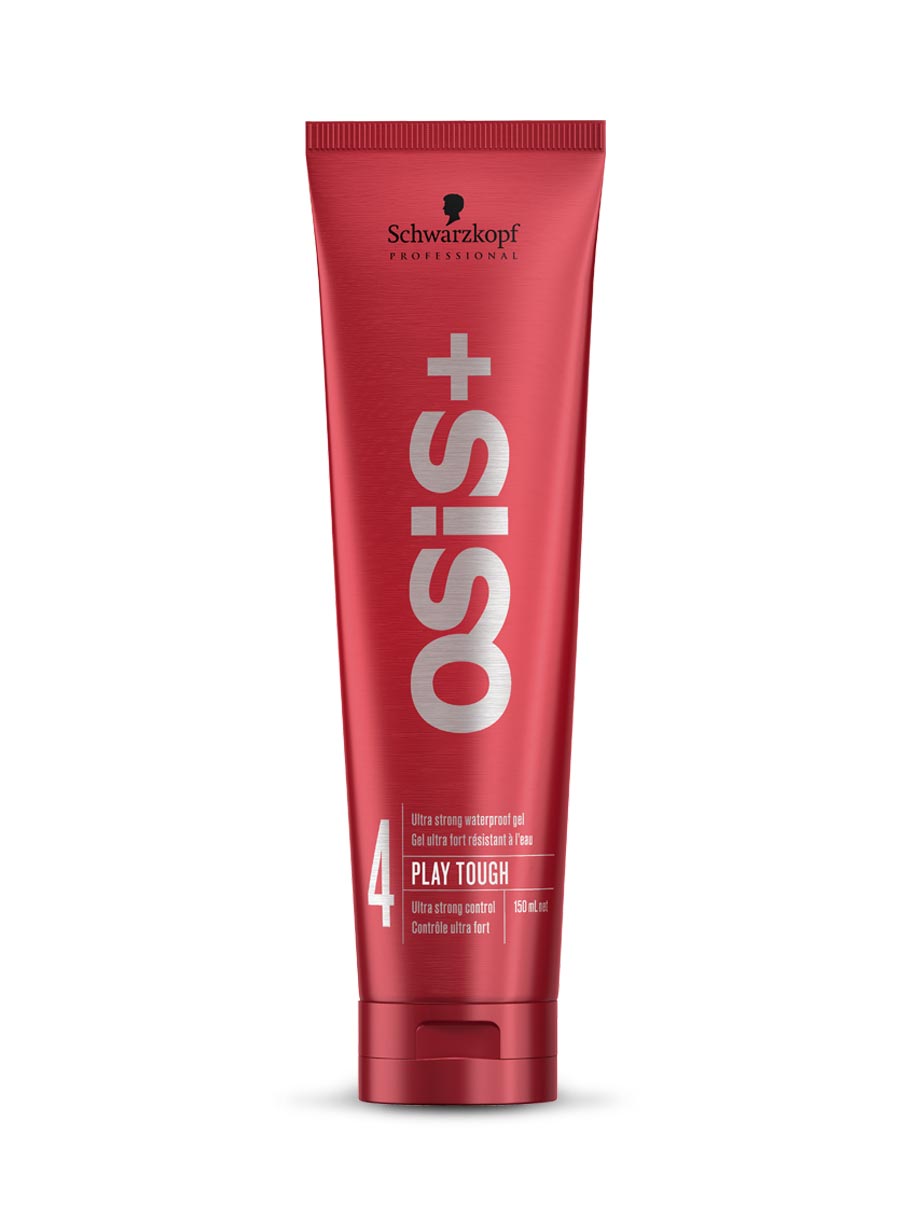 Schwarzkopf
PROFESSIONAL
OSiS+
4
Ultra strong waterproof gel
Gel ultra fort résistant à l'eau
PLAY TOUGH
Ultra strong control
Contrôle ultra fort
150 mL net